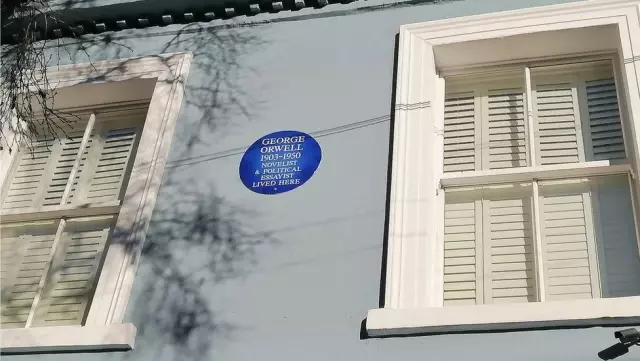 GEORGE
ORWELL
1903-1950
NOVELIST
& POLITICAL
ESSAYIST
LIVED HERE